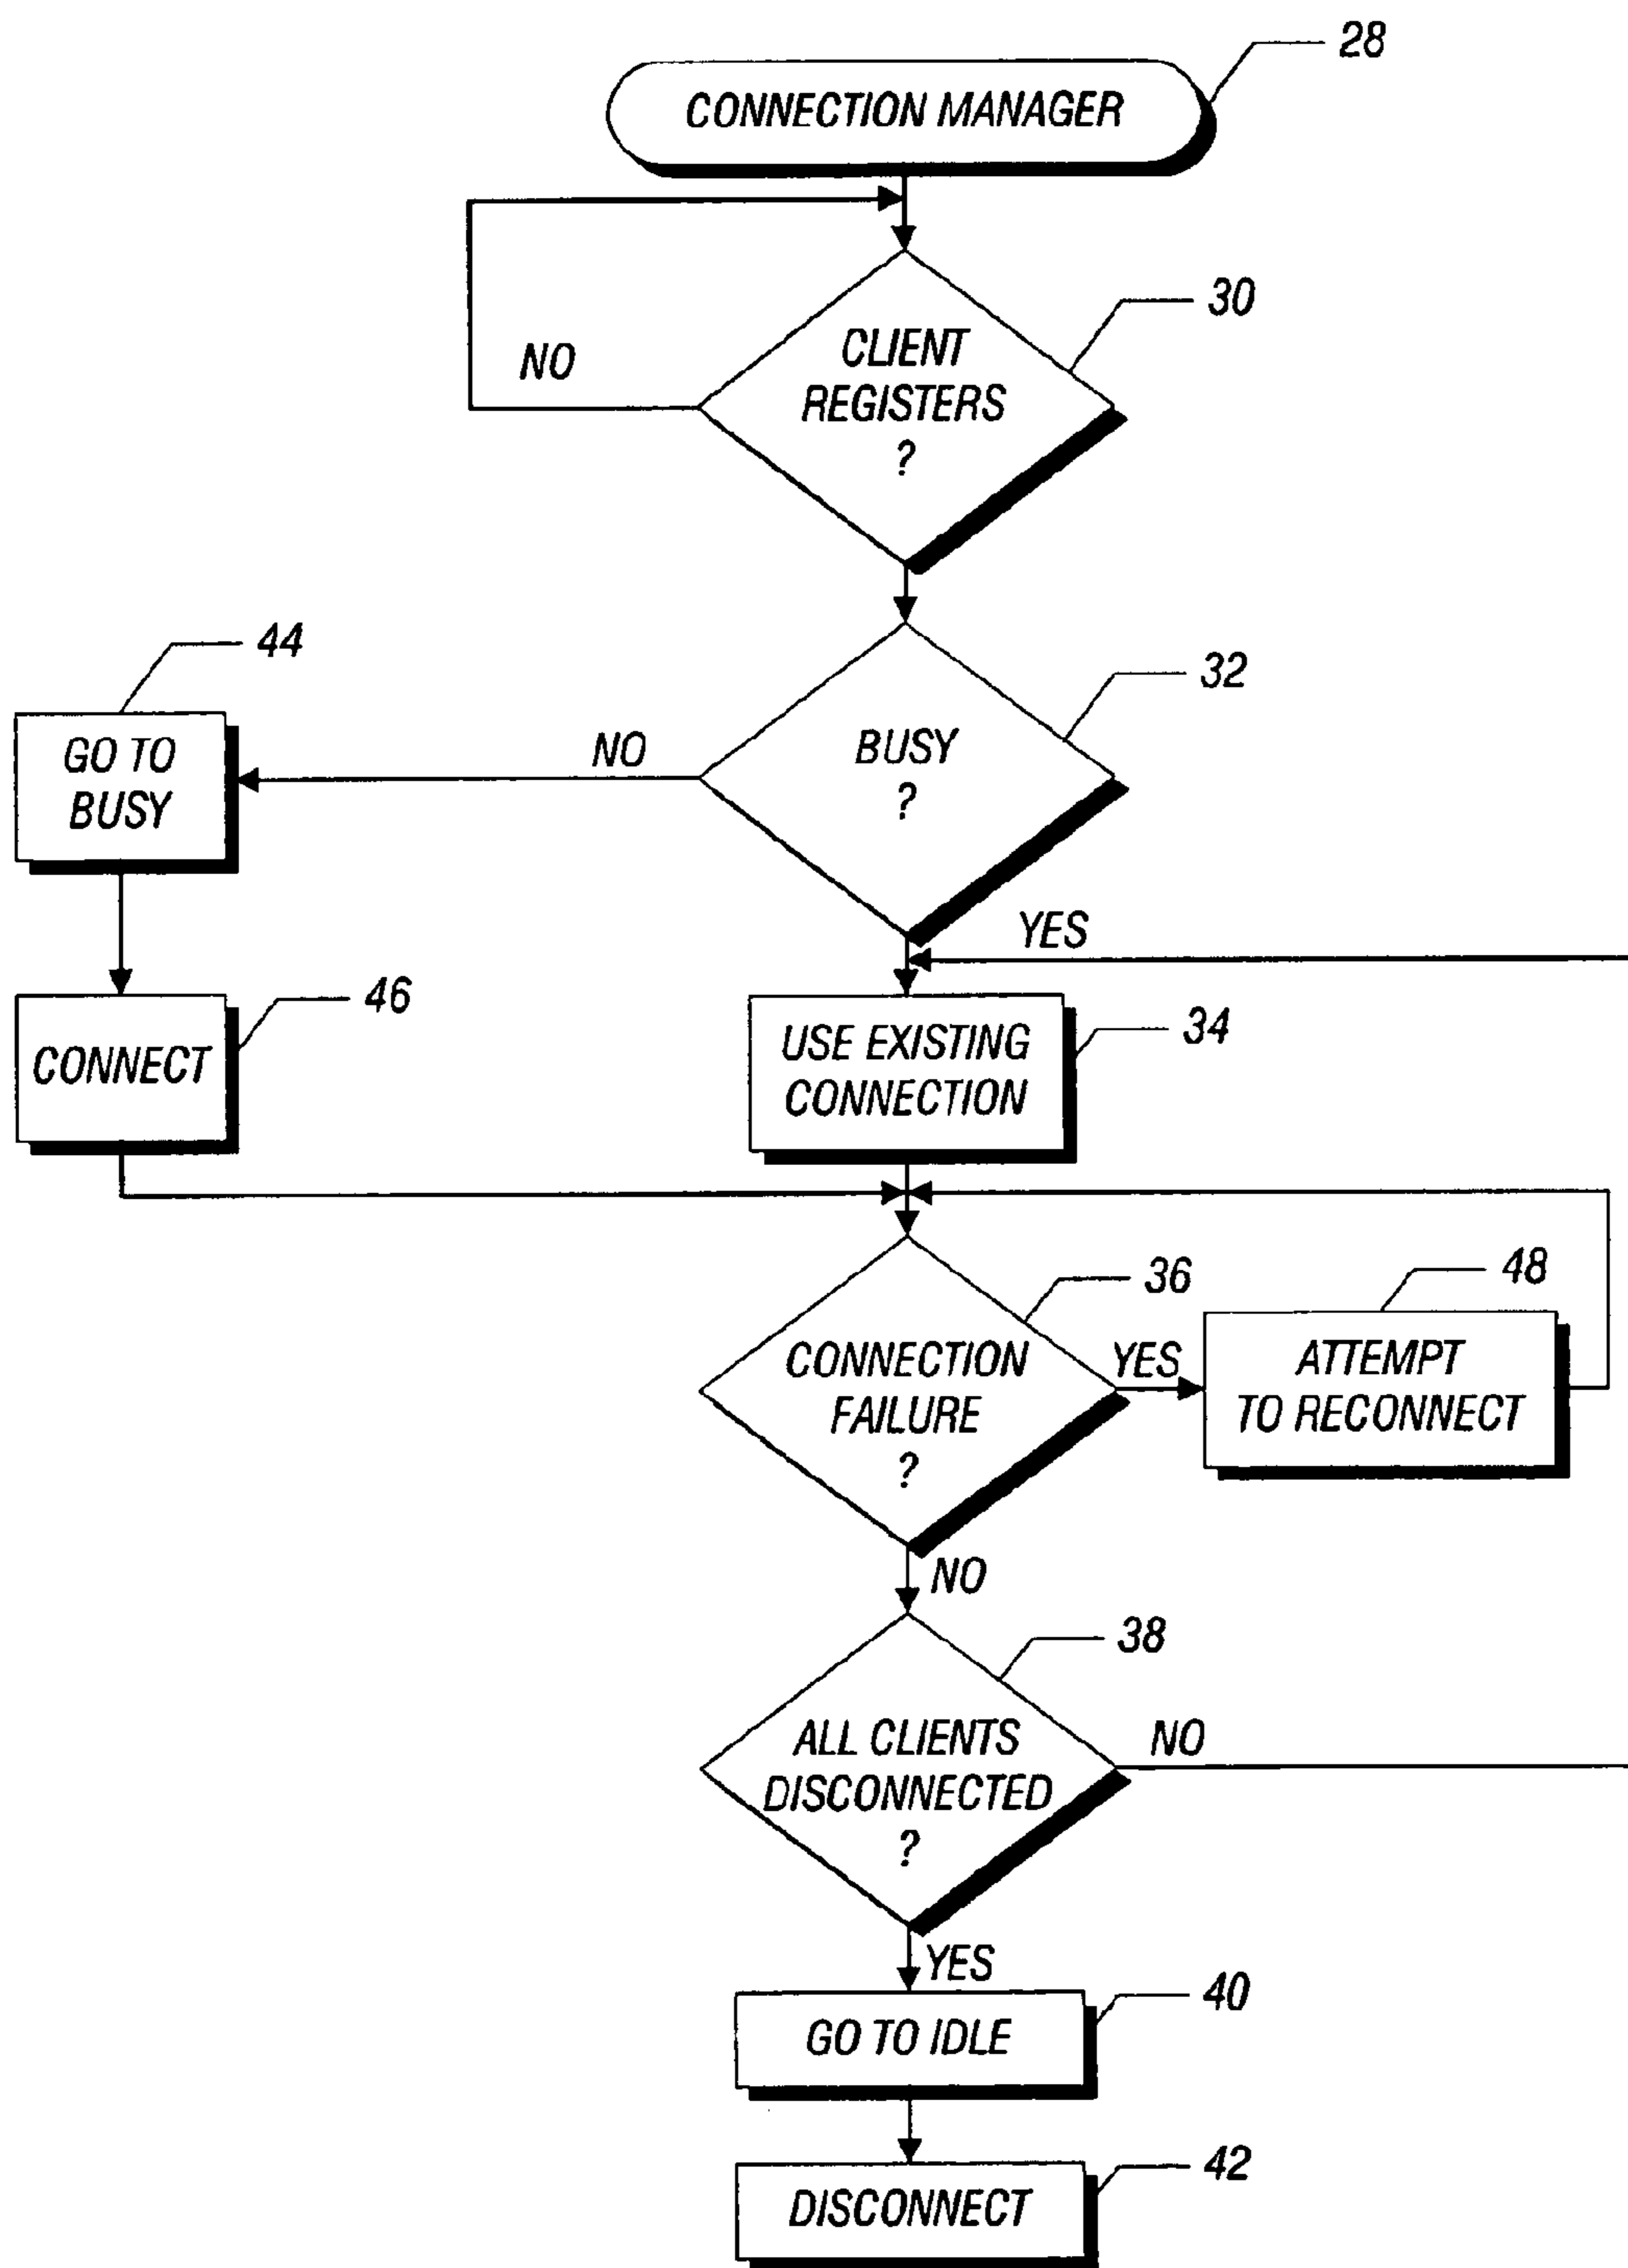 28
CONNECTION MANAGER
30
CLIENT
REGISTERS
?
NO
32
BUSY
?
NO
YES
44
GO TO
BUSY
46
CONNECT
34
USE EXISTING
CONNECTION
36
CONNECTION
FAILURE
?
YES
48
ATTEMPT
TO RECONNECT
NO
38
ALL CLIENTS
DISCONNECTED
?
NO
YES
40
GO TO IDLE
42
DISCONNECT